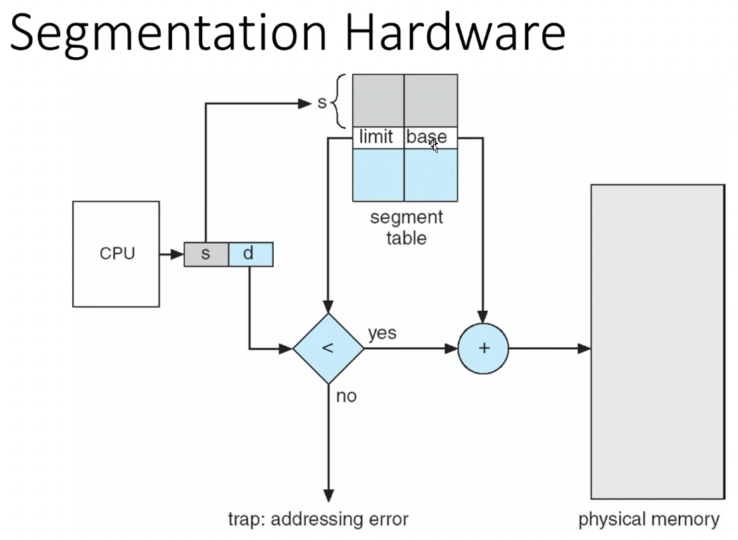 Segmentation Hardware
s
limit base
segment
table
CPU
s d
<
yes
+
no
trap: addressing error
physical memory